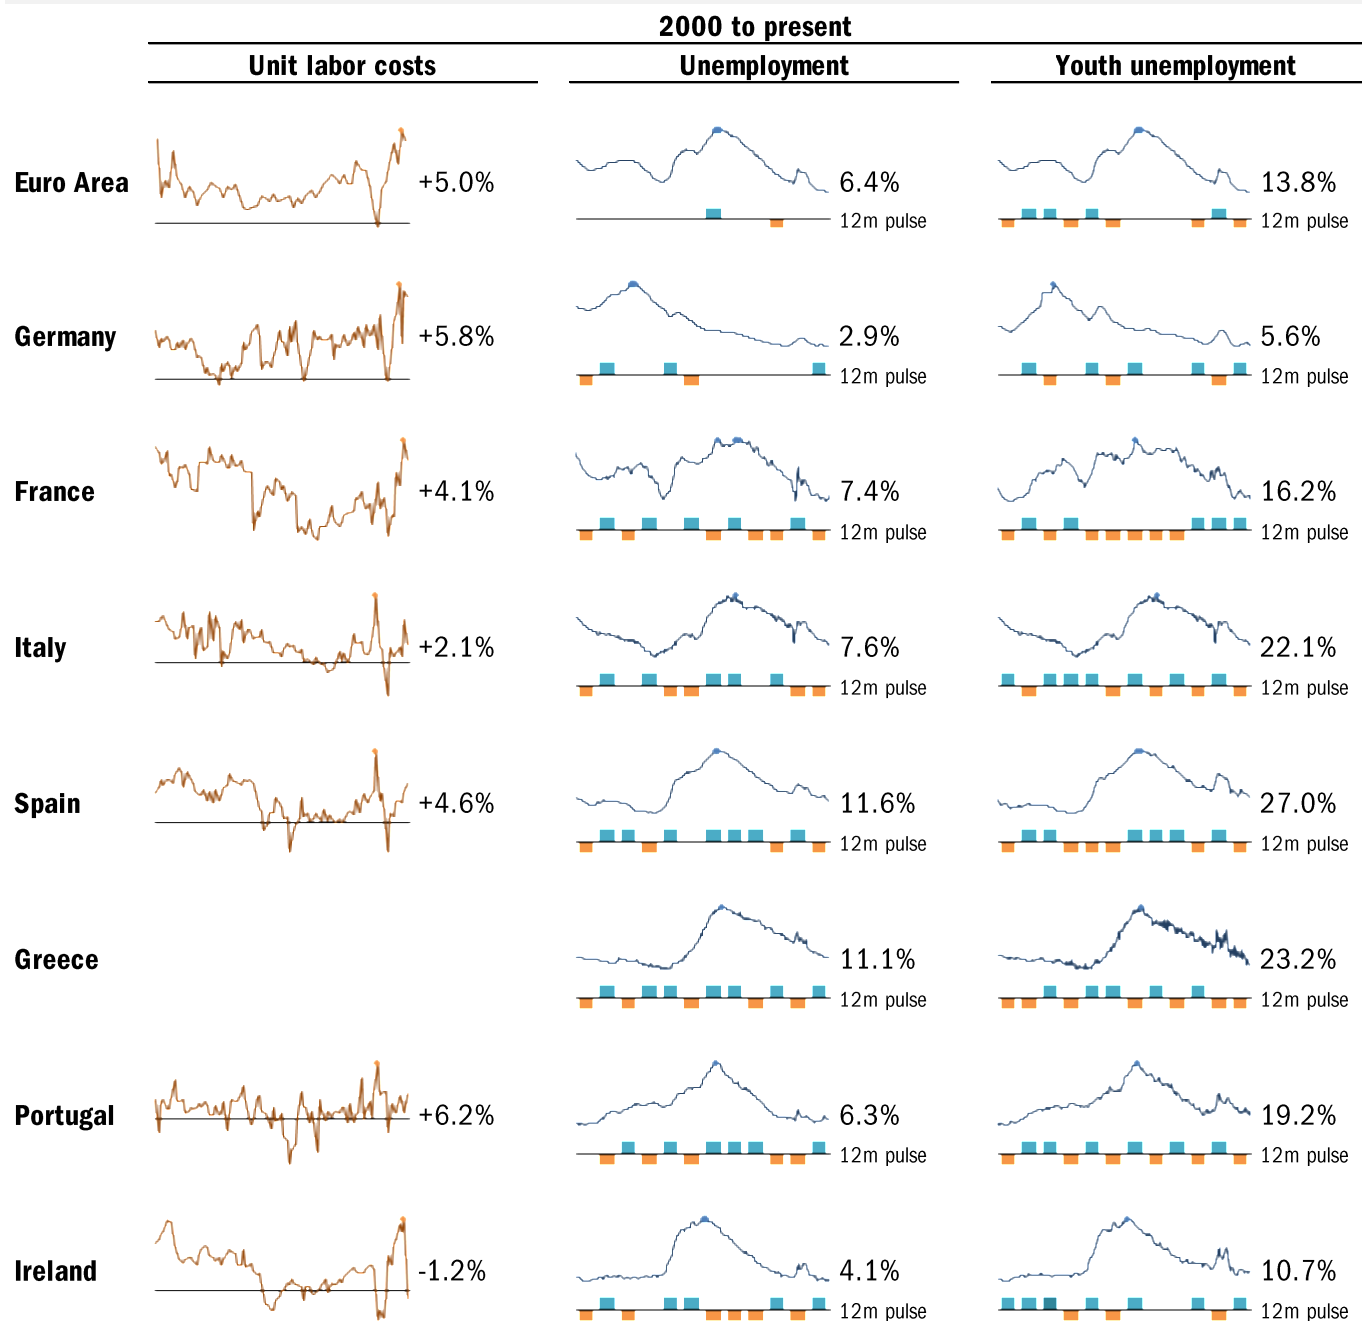 2000 to present
Unit labor costs Unemployment Youth unemployment
Euro Area +5.0% 6.4% 13.8%
12m pulse 12m pulse
Germany +5.8% 2.9% 5.6%
12m pulse 12m pulse
France +4.1% 7.4% 16.2%
12m pulse 12m pulse
Italy +2.1% 7.6% 22.1%
12m pulse 12m pulse
Spain +4.6% 11.6% 27.0%
12m pulse 12m pulse
Greece 11.1% 23.2%
12m pulse 12m pulse
Portugal +6.2% 6.3% 19.2%
12m pulse 12m pulse
Ireland -1.2% 4.1% 10.7%
12m pulse 12m pulse